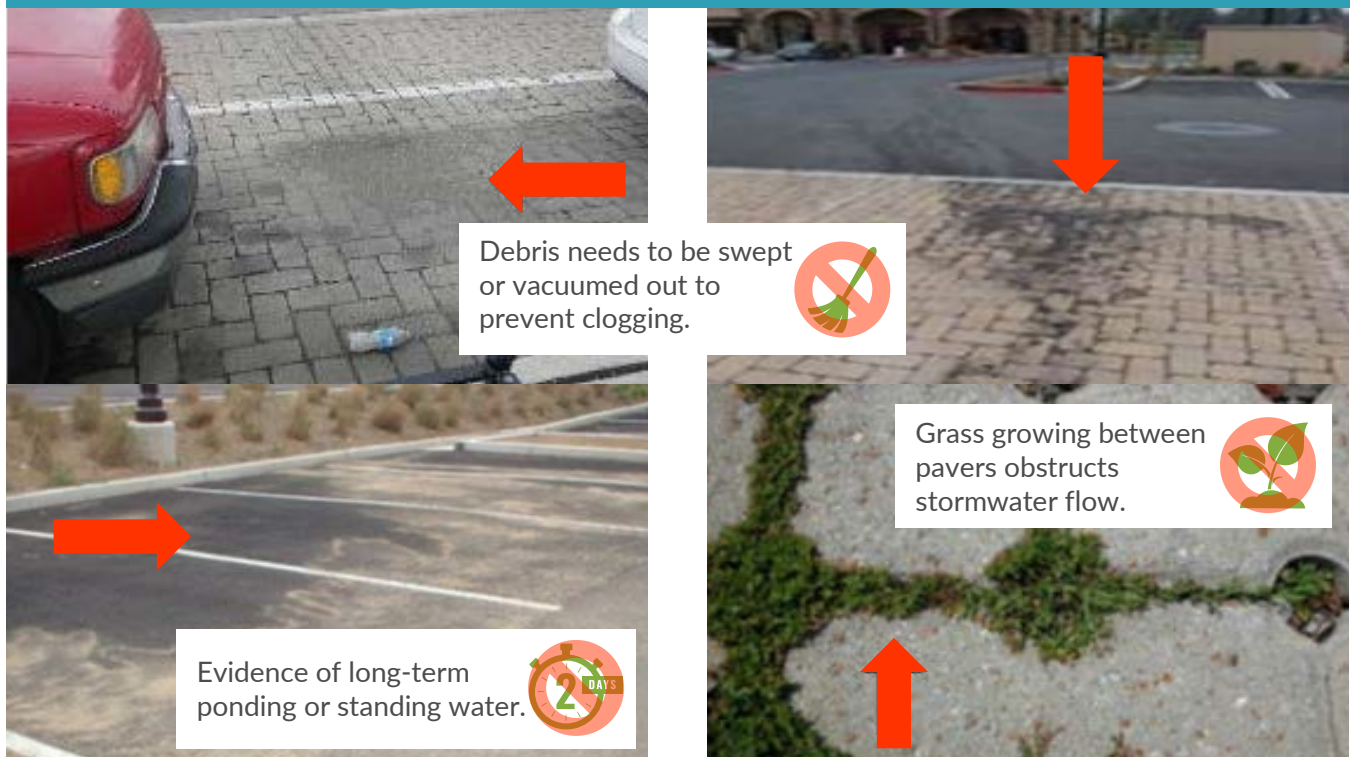 Debris needs to be swept
or vacuumed out to
prevent clogging.
Grass growing between
pavers obstructs
stormwater flow.
Evidence of long-term
ponding or standing water.
2
DAYS